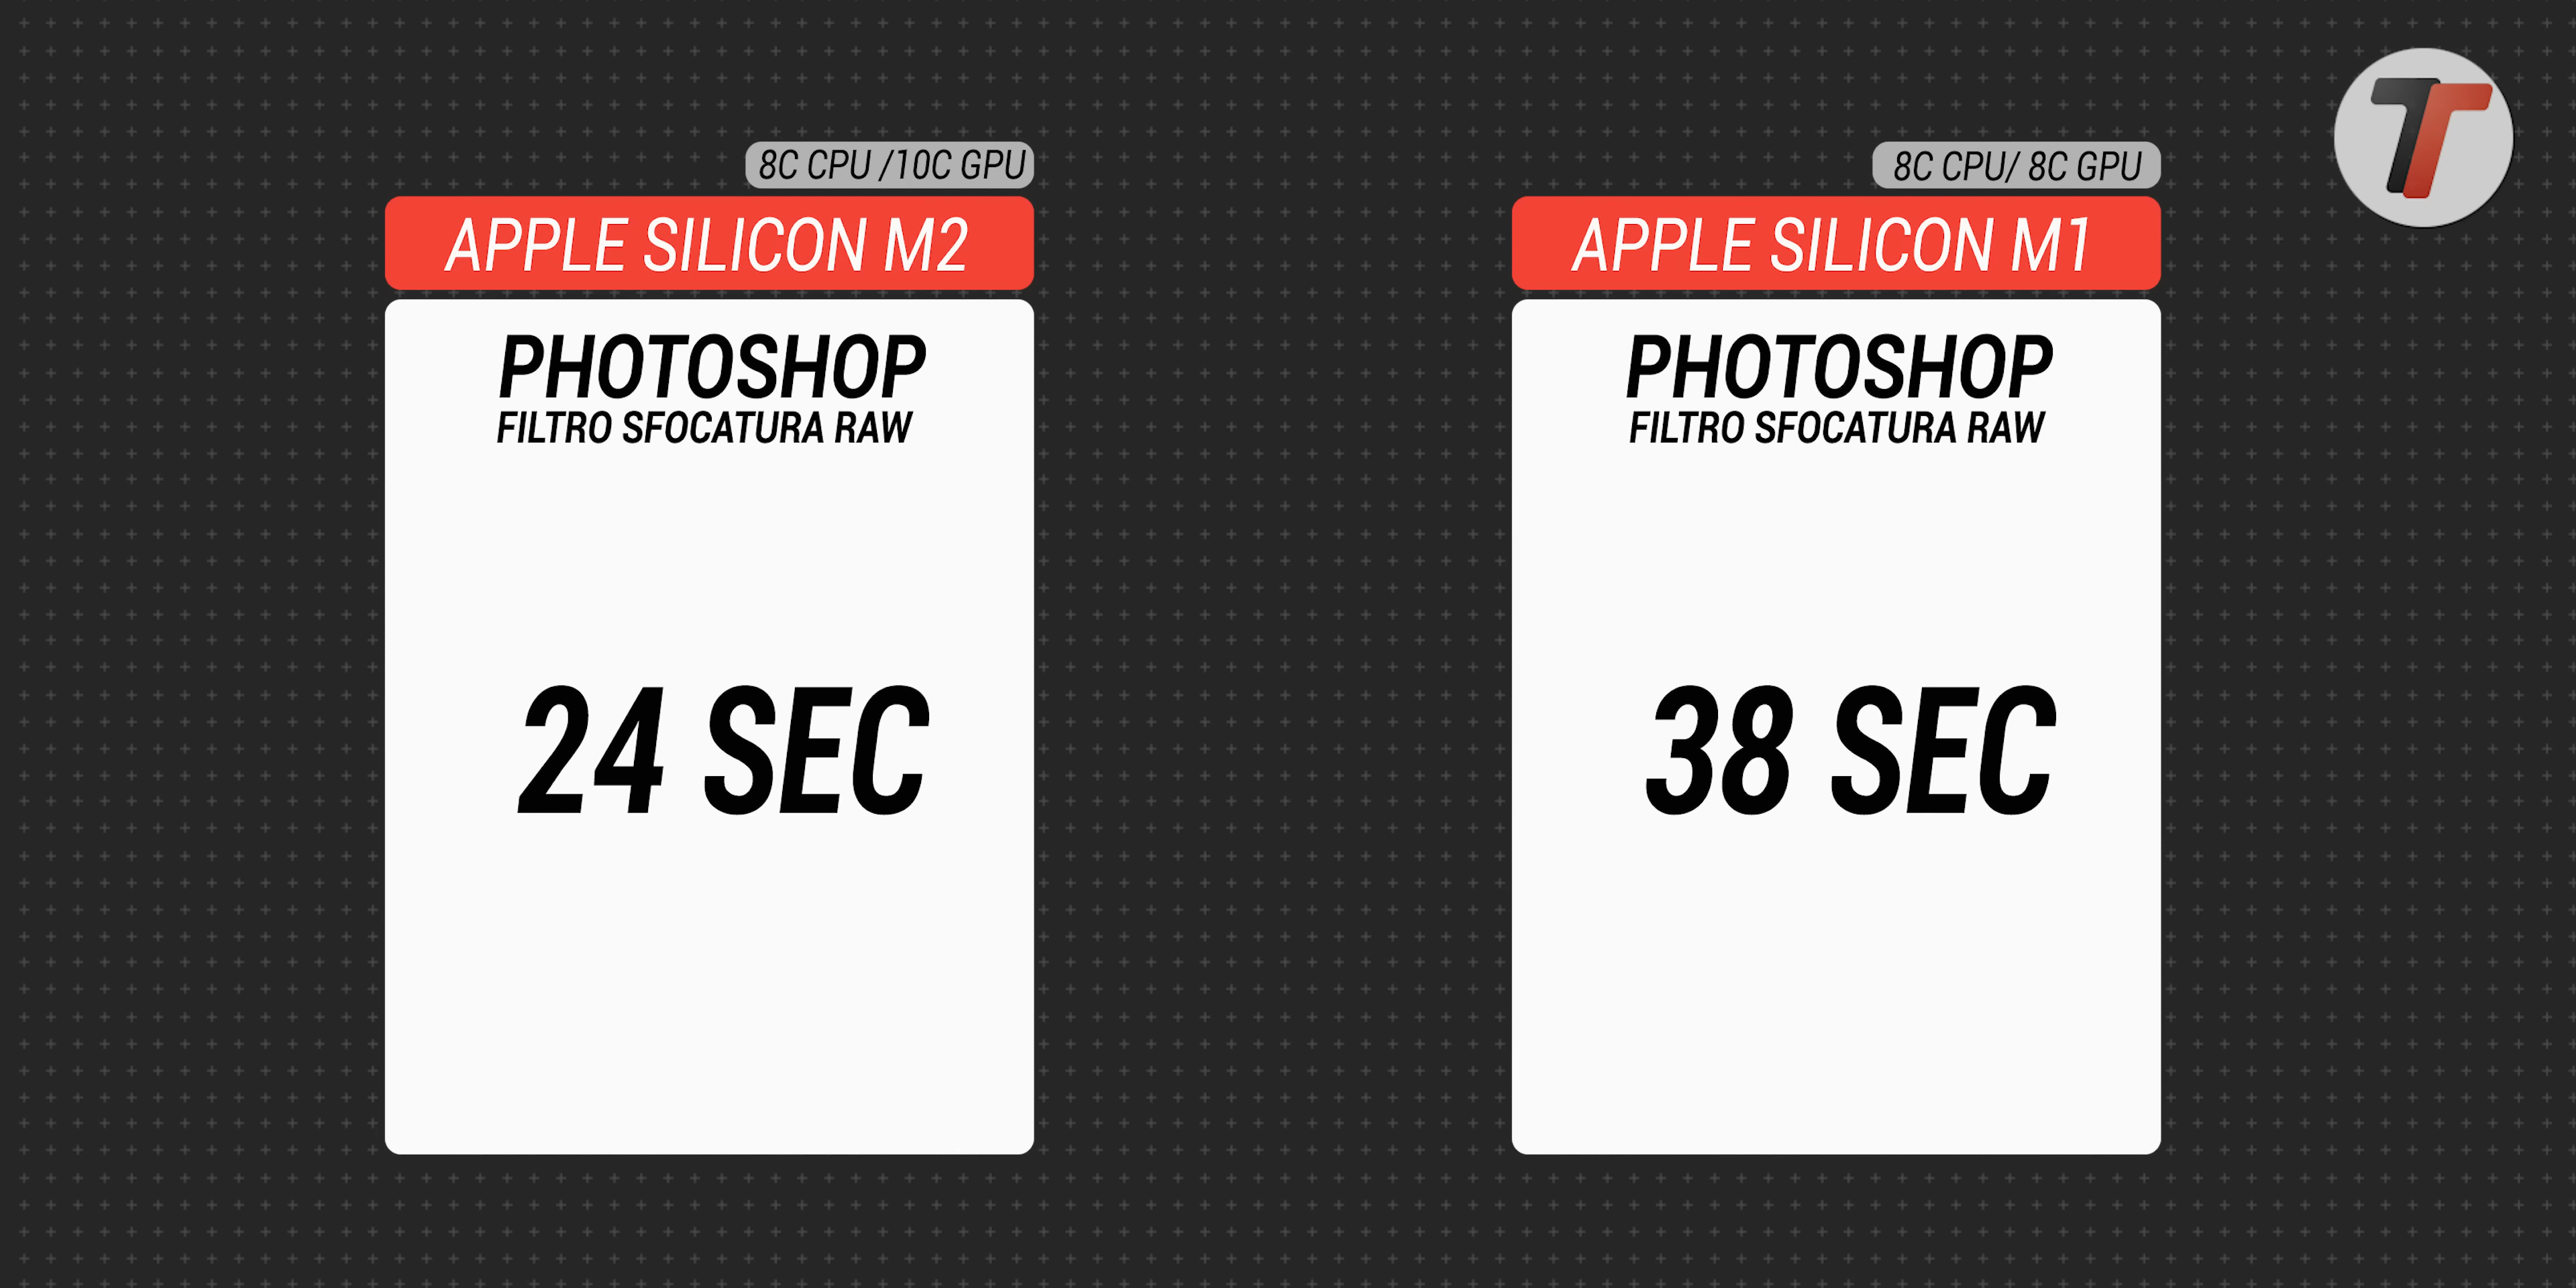 8C CPU /10C GPU
APPLE SILICON M2
PHOTOSHOP
FILTRO SFOCATURA RAW
24 SEC
8C CPU/ 8C GPU
APPLE SILICON M1
PHOTOSHOP
FILTRO SFOCATURA RAW
38 SEC
TT